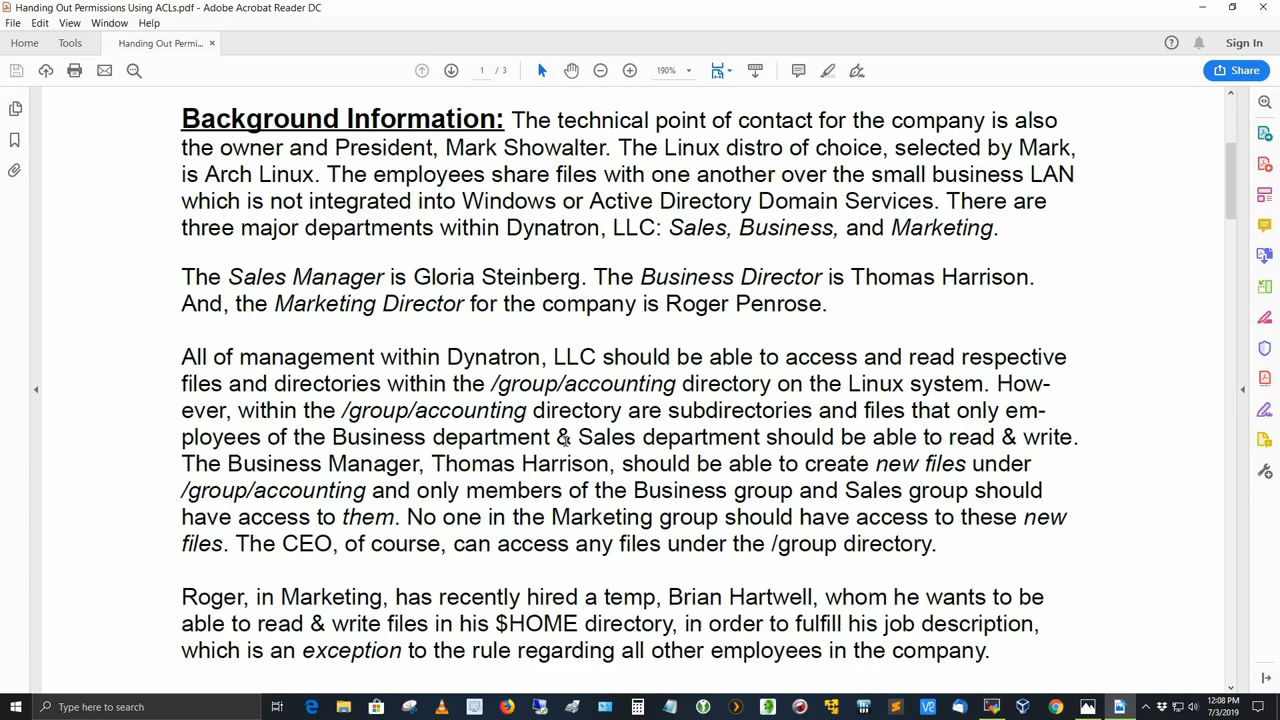 Handing Out Permissions Using ACLs.pdf - Adobe Acrobat Reader DC
File Edit View Window Help
Home Tools Handing Out Permi... × Sign In
1 / 3 190% Share
Background Information: The technical point of contact for the company is also
the owner and President, Mark Showalter. The Linux distro of choice, selected by Mark,
is Arch Linux. The employees share files with one another over the small business LAN
which is not integrated into Windows or Active Directory Domain Services. There are
three major departments within Dynatron, LLC: Sales, Business, and Marketing.
The Sales Manager is Gloria Steinberg. The Business Director is Thomas Harrison.
And, the Marketing Director for the company is Roger Penrose.
All of management within Dynatron, LLC should be able to access and read respective
files and directories within the /group/accounting directory on the Linux system. How-
ever, within the /group/accounting directory are subdirectories and files that only em-
ployees of the Business department & Sales department should be able to read & write.
The Business Manager, Thomas Harrison, should be able to create new files under
/group/accounting and only members of the Business group and Sales group should
have access to them. No one in the Marketing group should have access to these new
files. The CEO, of course, can access any files under the /group directory.
Roger, in Marketing, has recently hired a temp, Brian Hartwell, whom he wants to be
able to read & write files in his $HOME directory, in order to fulfill his job description,
which is an exception to the rule regarding all other employees in the company.
Type here to search
12:08 PM
7/3/2019